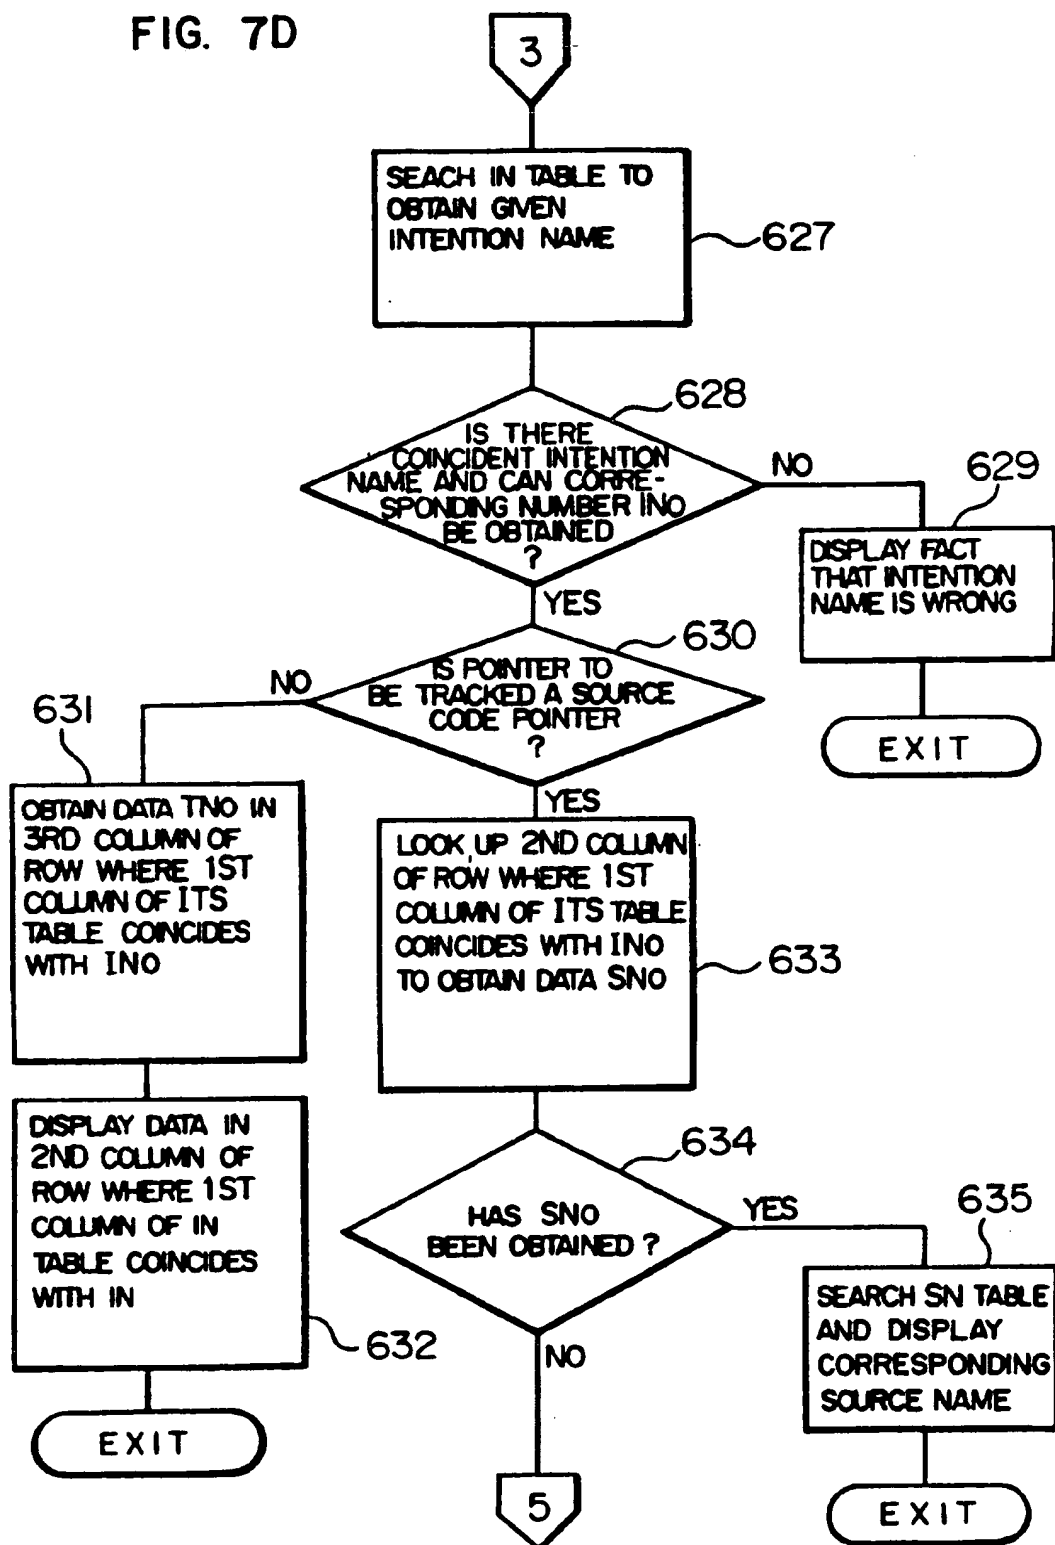 FIG. 7D
3
SEACH IN TABLE TO
OBTAIN GIVEN
INTENTION NAME
627
628
IS THERE
COINCIDENT INTENTION
NAME AND CAN CORRE-
SPONDING NUMBER INO
BE OBTAINED
?
NO
629
DISPLAY FACT
THAT INTENTION
NAME IS WRONG
EXIT
YES
630
IS POINTER TO
BE TRACKED A SOURCE
CODE POINTER
?
NO
631
OBTAIN DATA TNO IN
3RD COLUMN OF
ROW WHERE 1ST
COLUMN OF ITS
TABLE COINCIDES
WITH INO
DISPLAY DATA IN
2ND COLUMN OF
ROW WHERE 1ST
COLUMN OF IN
TABLE COINCIDES
WITH IN
632
EXIT
YES
LOOK UP 2ND COLUMN
OF ROW WHERE 1ST
COLUMN OF ITS TABLE
COINCIDES WITH INO
TO OBTAIN DATA SNO
633
634
HAS SNO
BEEN OBTAINED ?
YES
635
SEARCH SN TABLE
AND DISPLAY
CORRESPONDING
SOURCE NAME
EXIT
NO
5